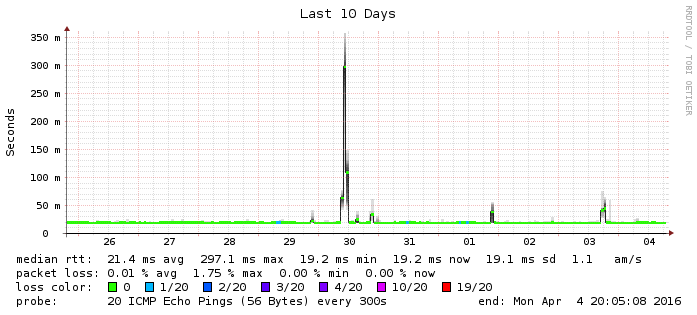 Last 10 Days
RRDTOOL / TOBI OETIKER
Seconds
350 m
300 m
250 m
200 m
150 m
100 m
50 m
0
26 27 28 29 30 31 01 02 03 04
median rtt: 21.4 ms avg 297.1 ms max 19.2 ms min 19.2 ms now 19.1 ms sd 1.1 am/s
packet loss: 0.01 % avg 1.75 % max 0.00 % min 0.00 % now
loss color: 0 1/20 2/20 3/20 4/20 10/20 19/20
probe: 20 ICMP Echo Pings (56 Bytes) every 300s end: Mon Apr 4 20:05:08 2016